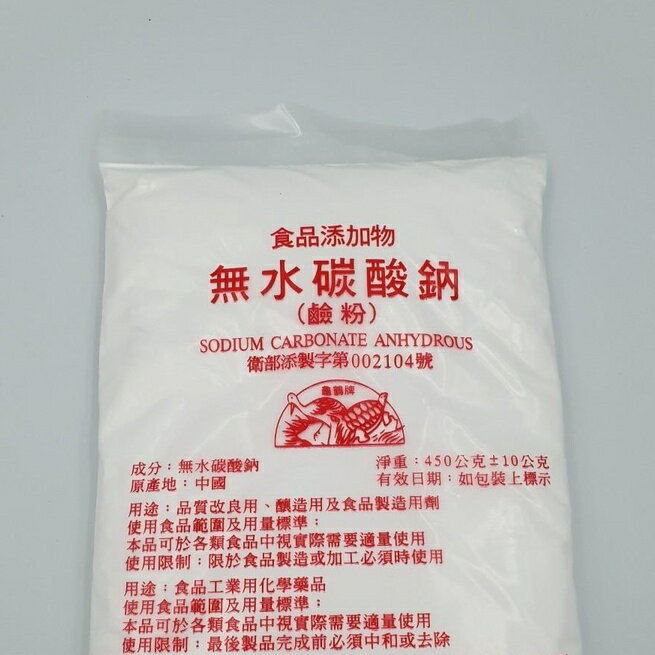 食品添加物
無水碳酸鈉
(鹼粉)
SODIUM CARBONATE ANHYDROUS
衛部添製字第002104號
龜鶴牌
成分：無水碳酸鈉
淨重：450公克±10公克
原產地：中國
有效日期：如包裝上標示
用途：品質改良用、釀造用及食品製造用劑
使用食品範圍及用量標準：
本品可於各類食品中視實際需要適量使用
使用限制：限於食品製造或加工必須時使用
用途：食品工業用化學藥品
使用食品範圍及用量標準：
本品可於各類食品中視實際需要適量使用
使用限制：最後製品完成前必須中和或去除